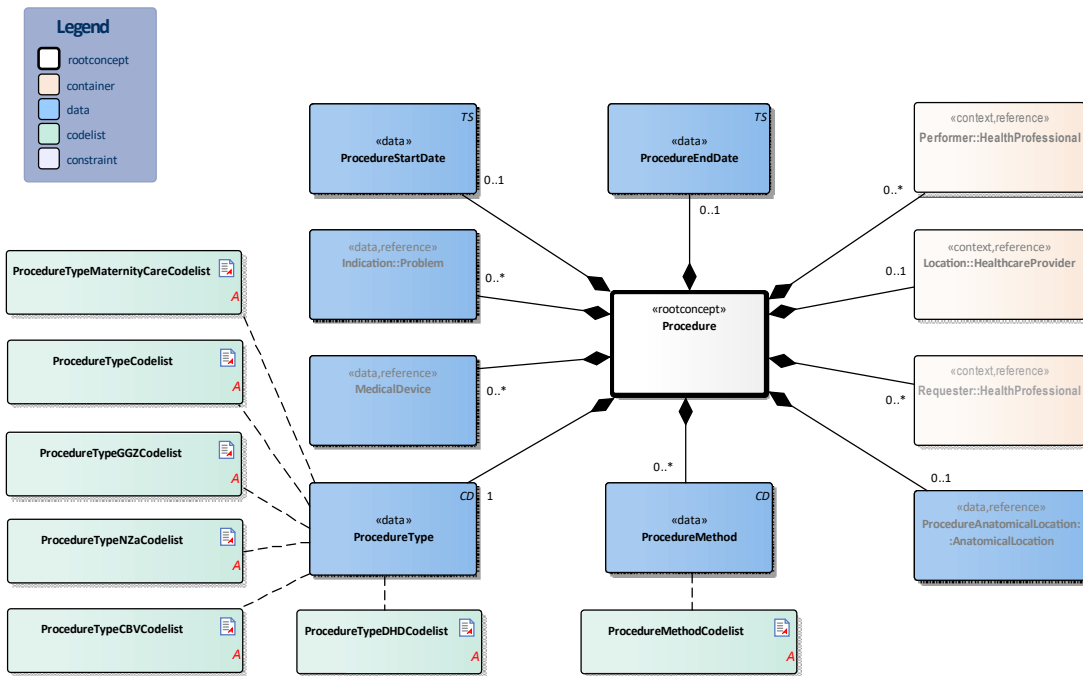 Legend
rootconcept
container
data
codelist
constraint
TS
«data»
ProcedureStartDate
0..1
TS
«data»
ProcedureEndDate
0..1
«context,reference»
Performer::HealthProfessional
0..*
«data,reference»
Indication::Problem
0..*
«context,reference»
Location::HealthcareProvider
0..1
«rootconcept»
Procedure
«data,reference»
MedicalDevice
0..*
«context,reference»
Requester::HealthProfessional
0..*
ProcedureTypeMaternityCareCodelist
A
ProcedureTypeCodelist
A
ProcedureTypeGGZCodelist
A
ProcedureTypeNZaCodelist
A
ProcedureTypeCBVCodelist
A
CD
1
«data»
ProcedureType
0..*
CD
«data»
ProcedureMethod
0..1
«data,reference»
ProcedureAnatomicalLocation:
:AnatomicalLocation
ProcedureTypeDHDCodelist
A
ProcedureMethodCodelist
A